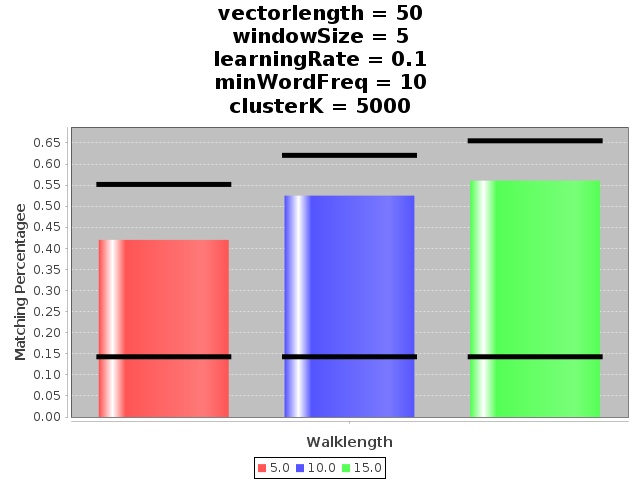 vectorlength = 50
windowSize = 5
learningRate = 0.1
minWordFreq = 10
clusterK = 5000
Matching Percentagee
0.65
0.60
0.55
0.50
0.45
0.40
0.35
0.30
0.25
0.20
0.15
0.10
0.05
0.00
Walklength
5.0 10.0 15.0